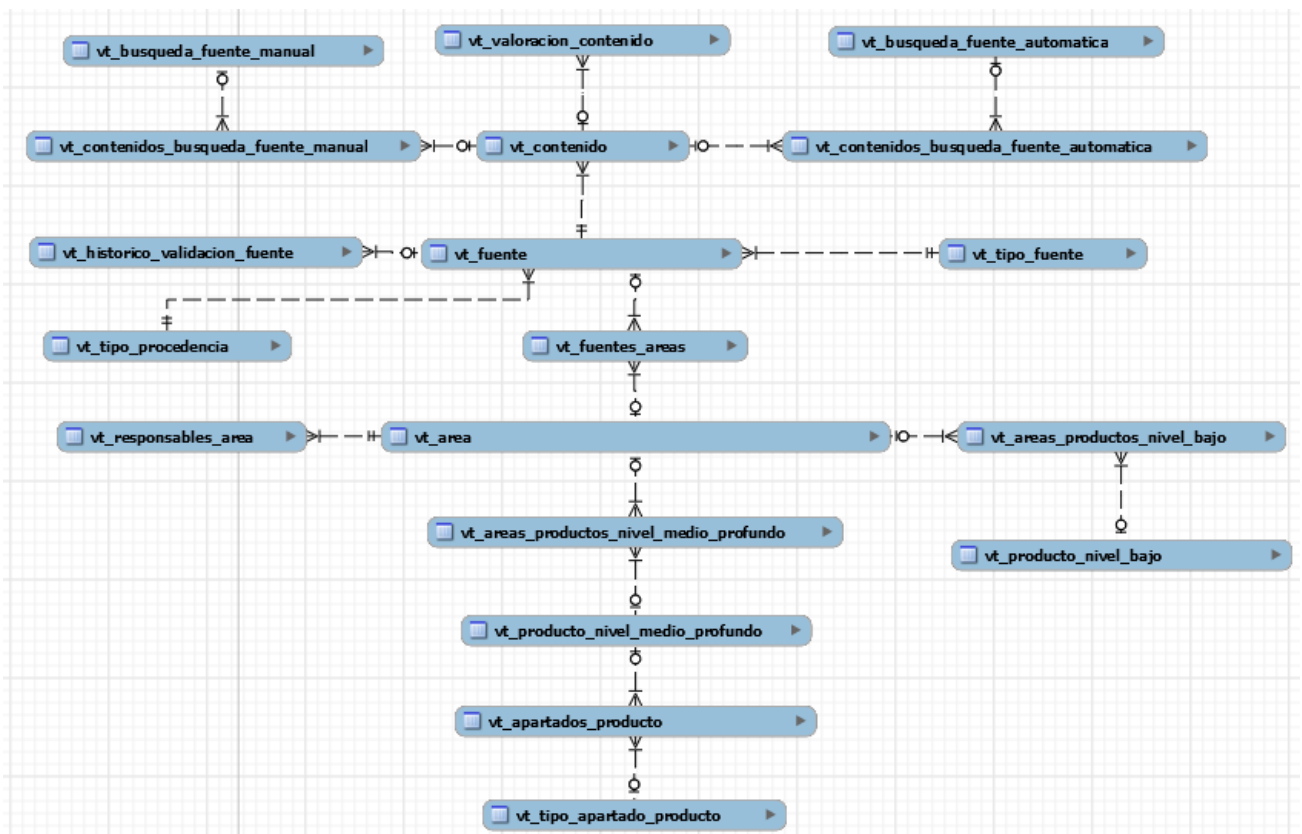 vt_busqueda_fuente_manual
vt_valoracion_contenido
vt_busqueda_fuente_automatica
vt_contenidos_busqueda_fuente_manual
vt_contenido
vt_contenidos_busqueda_fuente_automatica
vt_historico_validacion_fuente
vt_fuente
vt_tipo_fuente
vt_tipo_procedencia
vt_fuentes_areas
vt_responsables_area
vt_area
vt_areas_productos_nivel_bajo
vt_areas_productos_nivel_medio_profundo
vt_producto_nivel_bajo
vt_producto_nivel_medio_profundo
vt_apartados_producto
vt_tipo_apartado_producto